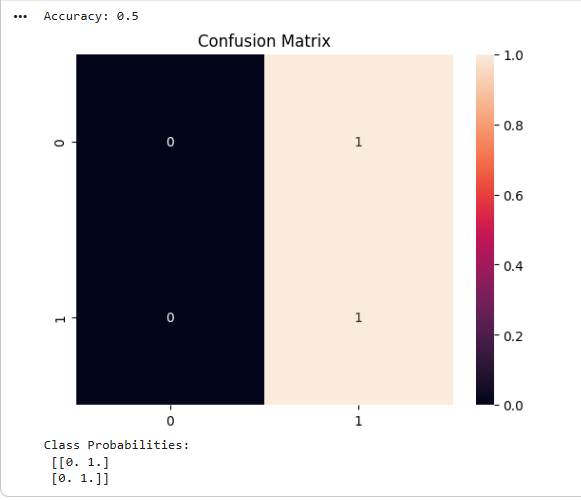 Accuracy: 0.5
Confusion Matrix
1.0
0 0 1
0.8
0.6
0.4
1 0 1
0.2
0.0
0 1
Class Probabilities:
[[0. 1.]
[0. 1.]]